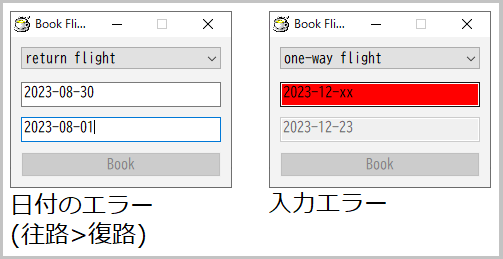 Book Fli...
return flight
2023-08-30
2023-08-01
Book
日付のエラー
(往路>復路)
Book Fli...
one-way flight
2023-12-xx
2023-12-23
Book
入力エラー